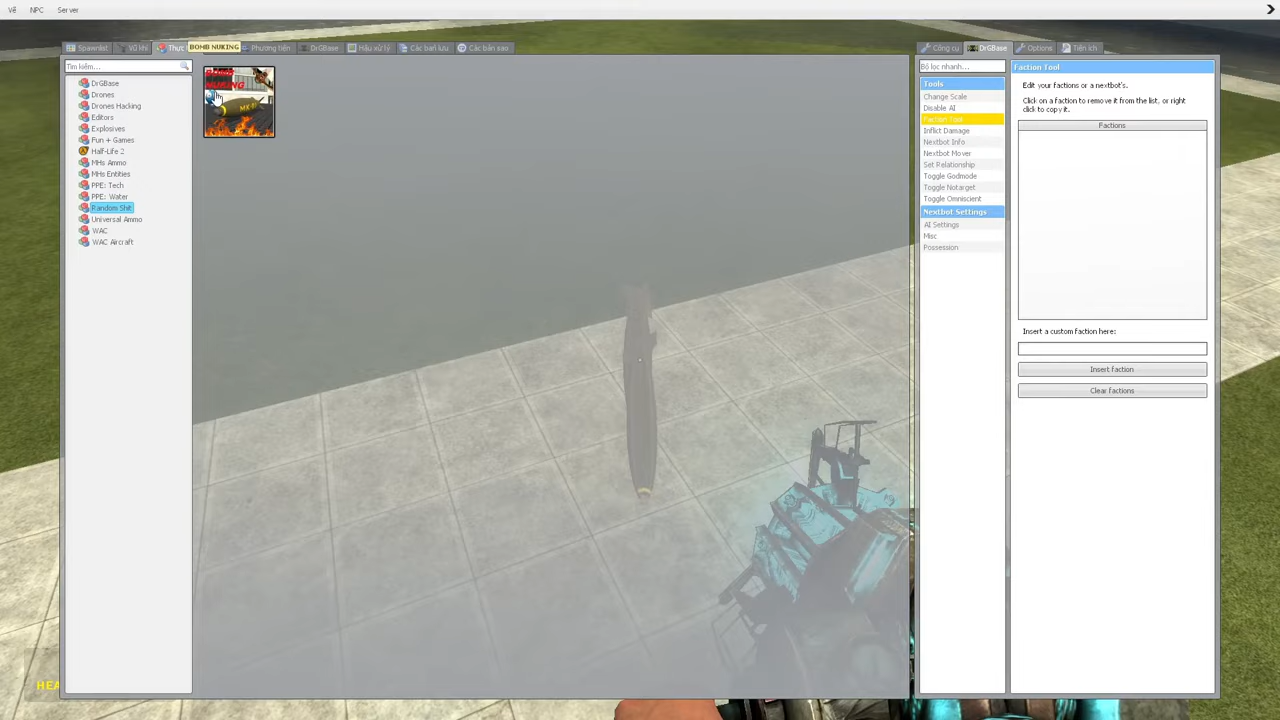 Vẽ NPC Server
Spawnlist Vũ khí Thực BOMB NUKING Phương tiện DrGBase Hậu xử lý Các bản lưu Các bản sao
Công cụ DrGBase Options Tiện ích
Tìm kiếm...
DrGBase
Drones
Drones Hacking
Editors
Explosives
Fun + Games
Half-Life 2
MHs Ammo
MHs Entities
PPE: Tech
PPE: Water
Random Shit
Universal Ammo
WAC
WAC Aircraft
NUKING
MK
Bộ lọc nhanh...
Tools
Change Scale
Disable AI
Faction Tool
Inflict Damage
Nextbot Info
Nextbot Mover
Set Relationship
Toggle Godmode
Toggle Notarget
Toggle Omniscient
Nextbot Settings
AI Settings
Misc
Possession
Faction Tool
Edit your factions or a nextbot's.
Click on a faction to remove it from the list, or right
click to copy it.
Factions
Insert a custom faction here:
Insert faction
Clear factions
HEA